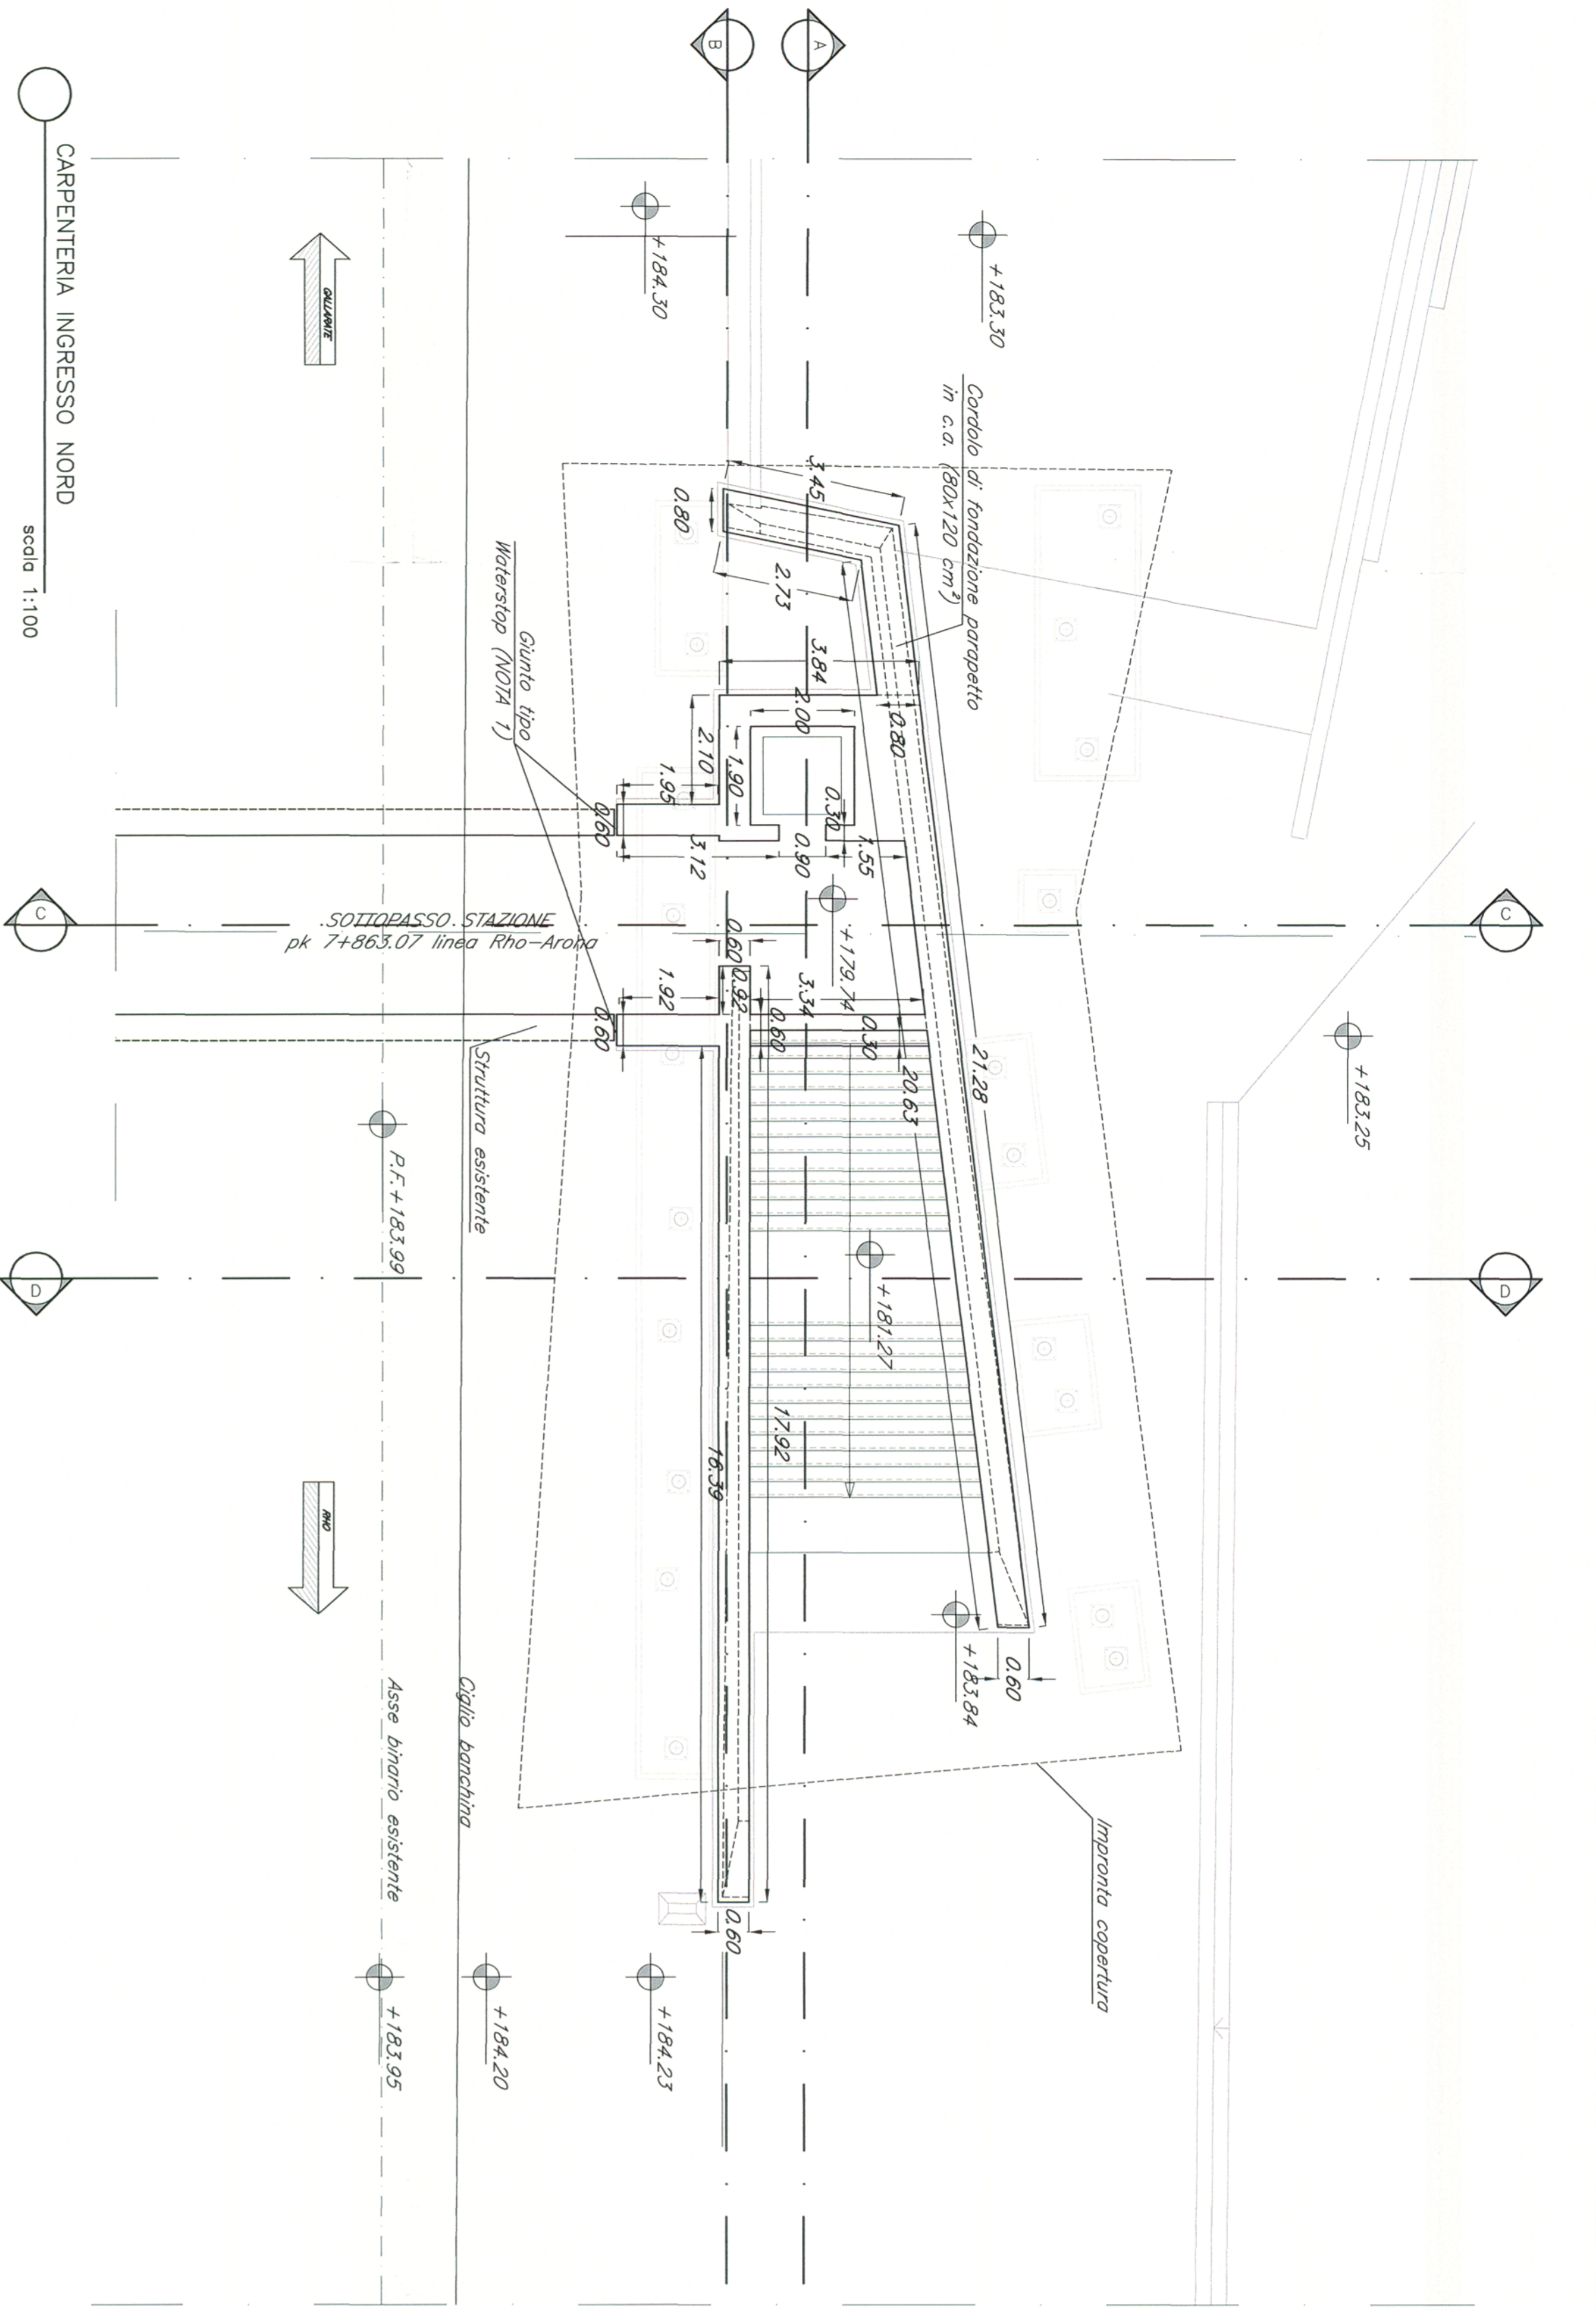 CARPENTERIA INGRESSO NORD
scala 1:100
B
A
+184.30
+183.30
GALLARATE
Cordolo di fondazione parapetto
in c.a. (80x120 cm²)
3.45
0.80
2.73
Giunto tipo
Waterstop (NOTA 1)
3.84
2.00
0.80
2.10
1.90
1.95
0.30
0.60
3.12
0.90
1.55
C
C
SOTTOPASSO STAZIONE
pk 7+863.07 linea Rho-Arona
+179.74
0.60
0.92
1.92
3.34
0.60
0.60
0.30
Struttura esistente
21.28
20.63
+183.25
P.F.+183.99
D
D
+181.27
17.92
16.39
RHO
+183.84
0.60
Asse binario esistente
Ciglio banchina
Impronta copertura
0.60
+183.95
+184.20
+184.23